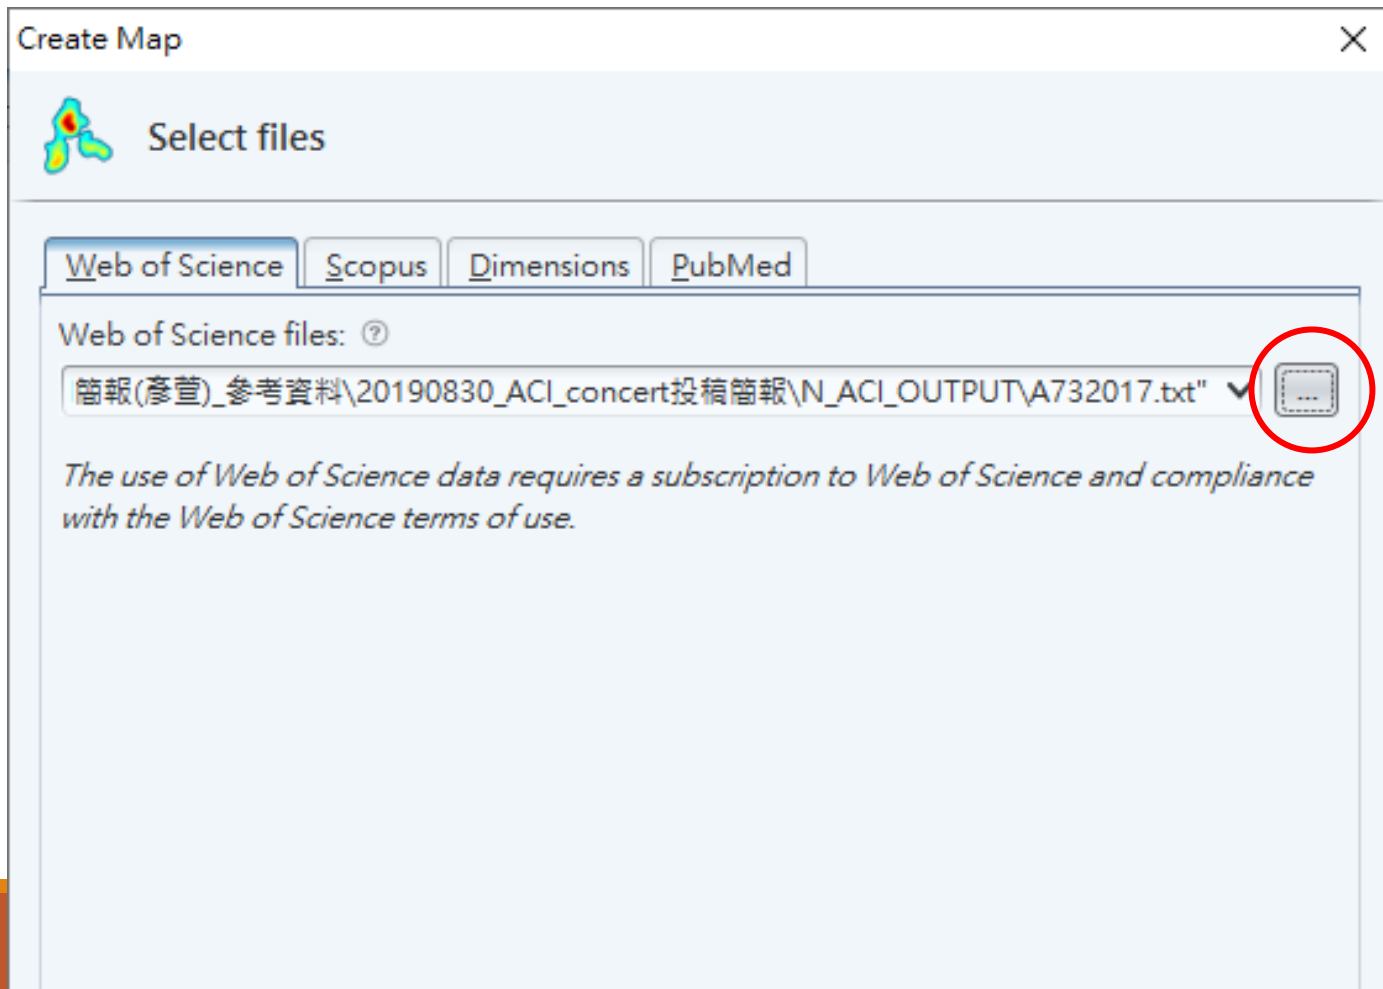 Create Map
Select files
Web of Science Scopus Dimensions PubMed
Web of Science files: ?
簡報(彥萱)_參考資料\20190830_ACI_concert投稿簡報\N_ACI_OUTPUT\A732017.txt" ...
The use of Web of Science data requires a subscription to Web of Science and compliance
with the Web of Science terms of use.